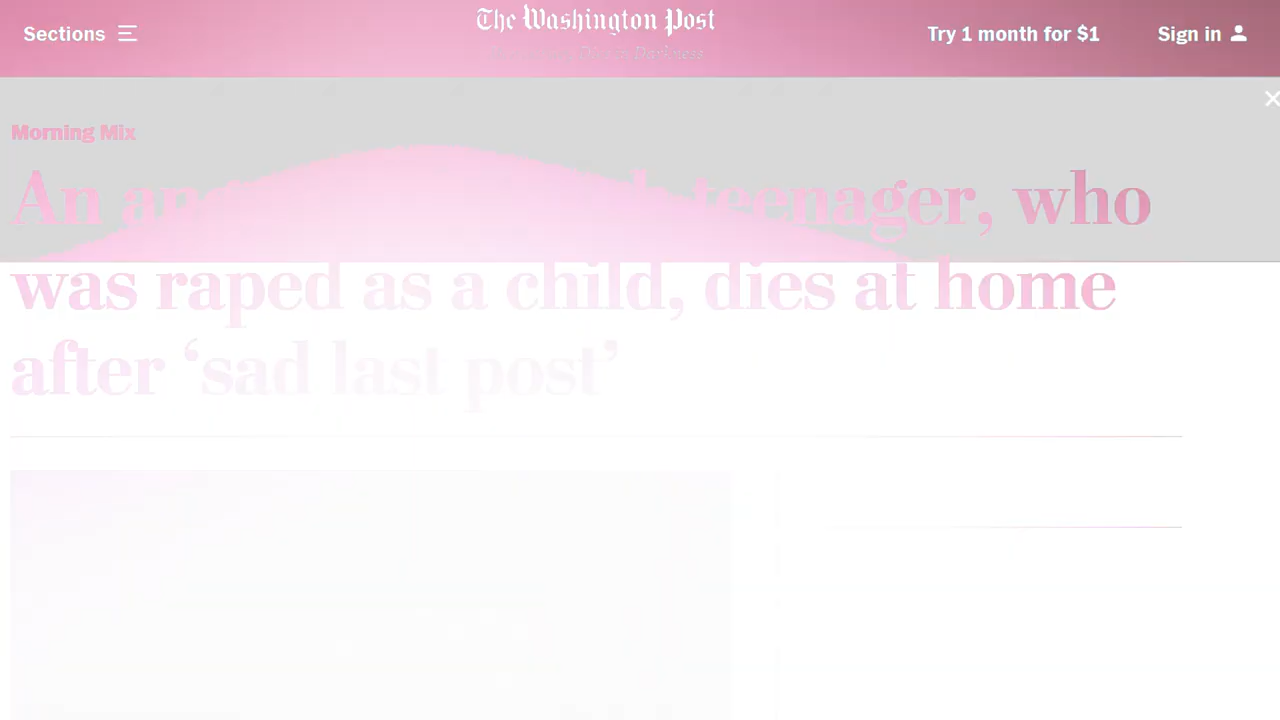 Sections
The Washington Post
Try 1 month for $1
Sign in
Darkness
Morning Mix
An teenager, who
was raped as a child, dies at home
after ‘sad last post’